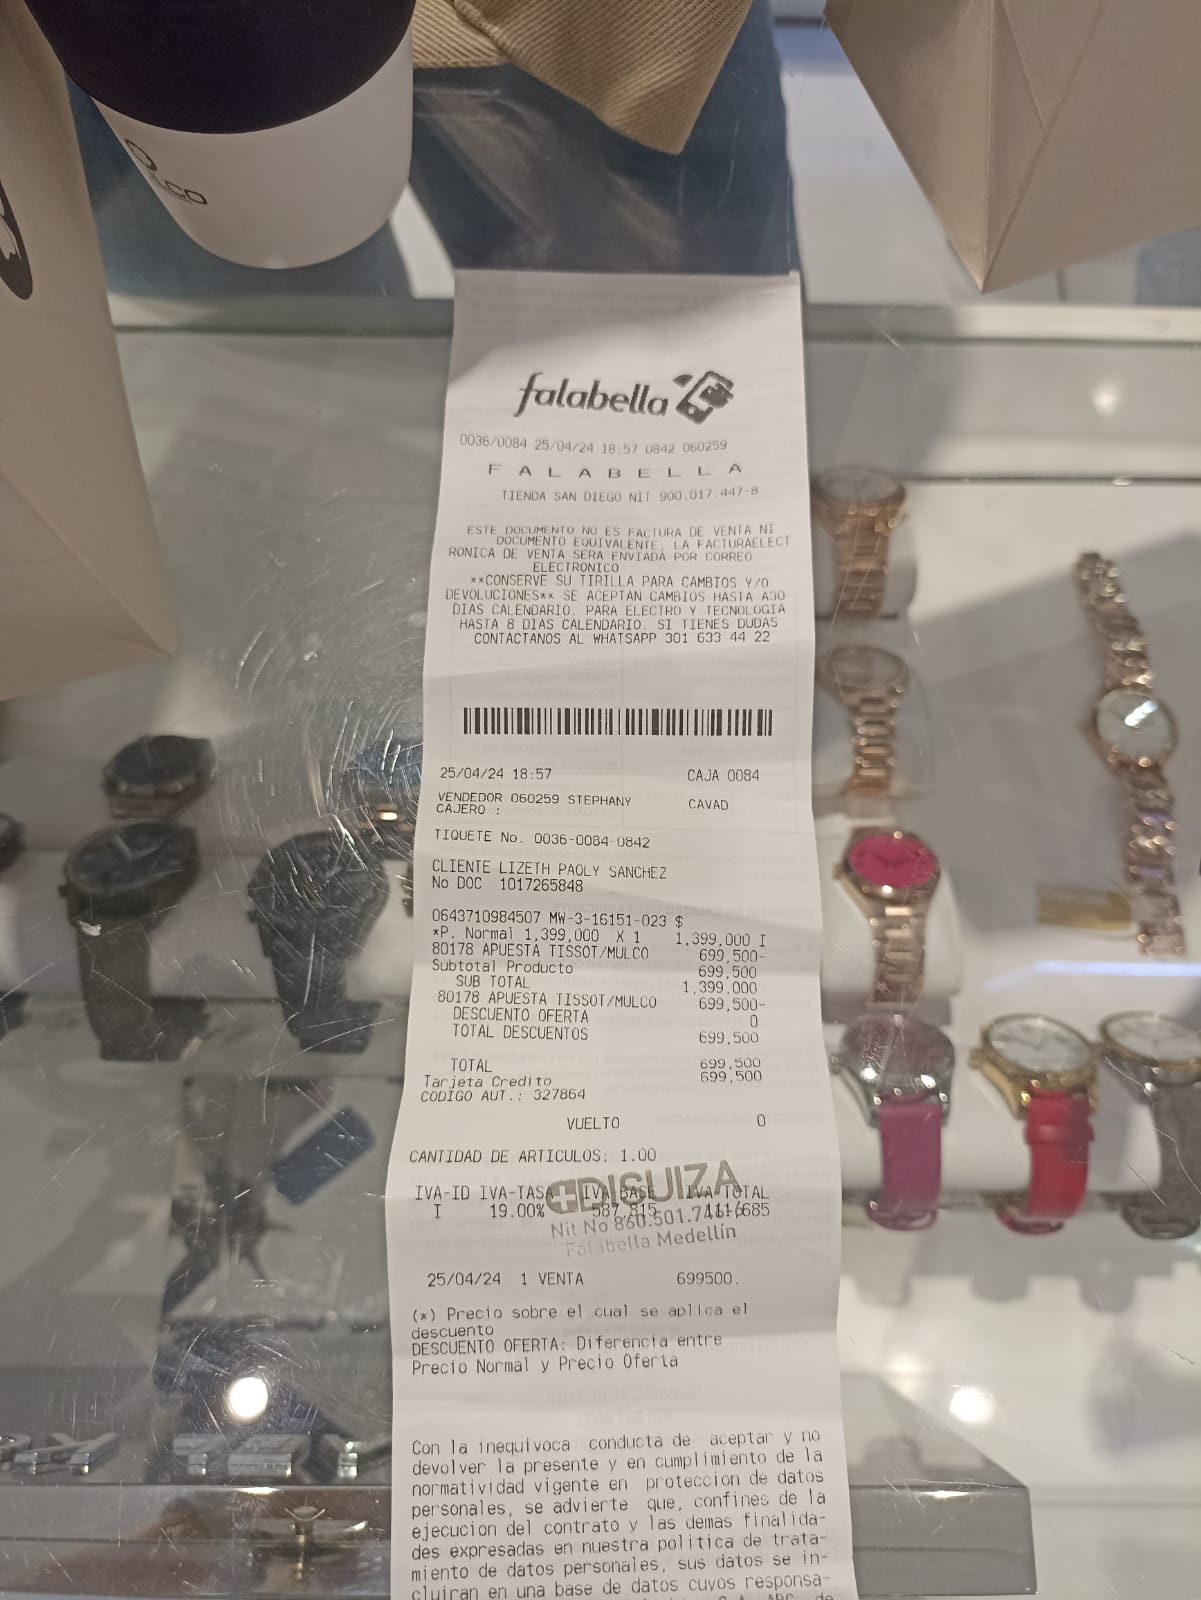 falabella
0036/0084 25/04/24 18:57 0842 060259
F A L A B E L L A
TIENDA SAN DIEGO NIT 900.017.447-8
ESTE DOCUMENTO NO ES FACTURA DE VENTA NI
DOCUMENTO EQUIVALENTE, LA FACTURAELECT
RONICA DE VENTA SERA ENVIADA POR CORREO
ELECTRONICO
**CONSERVE SU TIRILLA PARA CAMBIOS Y/O
DEVOLUCIONES** SE ACEPTAN CAMBIOS HASTA A30
DIAS CALENDARIO. PARA ELECTRO Y TECNOLOGIA
HASTA 8 DIAS CALENDARIO. SI TIENES DUDAS
CONTACTANOS AL WHATSAPP 301 633 44 22
25/04/24 18:57 CAJA 0084
VENDEDOR 060259 STEPHANY CAVAD
CAJERO :
TIQUETE No. 0036-0084-0842
CLIENTE LIZETH PAOLY SANCHEZ
No DOC 1017265848
0643710984507 MW-3-16151-023 $
*P. Normal 1,399,000 X 1 1,399,000 I
80178 APUESTA TISSOT/MULCO 699,500-
Subtotal Producto 699,500
SUB TOTAL 1,399,000
80178 APUESTA TISSOT/MULCO 699,500-
DESCUENTO OFERTA 0
TOTAL DESCUENTOS 699,500
TOTAL 699,500
Tarjeta Credito 699,500
CODIGO AUT.: 327864
VUELTO 0
CANTIDAD DE ARTICULOS: 1.00
IVA-ID IVA-TASA IVA-BASE IVA-TOTAL
I 19.00% 587,815 111,685
DISUIZA
Nit No 860.501.741-6
Falabella Medellín
25/04/24 1 VENTA 699500.
(*) Precio sobre el cual se aplica el
descuento
DESCUENTO OFERTA: Diferencia entre
Precio Normal y Precio Oferta
Con la inequivoca conducta de aceptar y no
devolver la presente y en cumplimiento de la
normatividad vigente en proteccion de datos
personales, se advierte que, confines de la
ejecucion del contrato y las demas finalida-
des expresadas en nuestra politica de trata-
miento de datos personales, sus datos se in-
cluiran en una base de datos cuyos responsa-